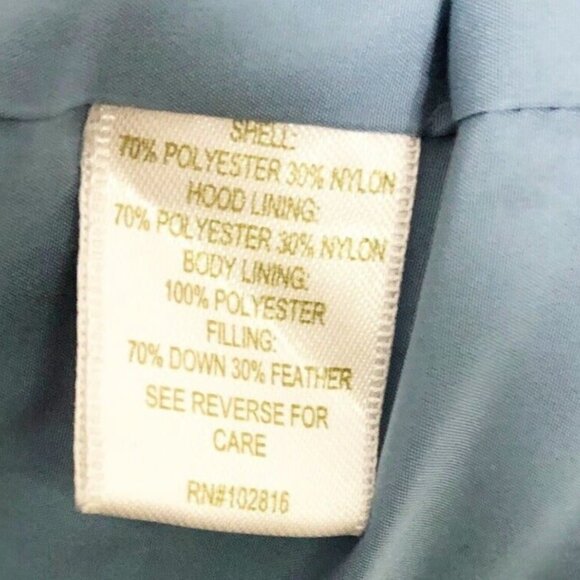 SHELL:
70% POLYESTER 30% NYLON
HOOD LINING:
70% POLYESTER 30% NYLON
BODY LINING:
100% POLYESTER
FILLING:
70% DOWN 30% FEATHER
SEE REVERSE FOR
CARE
RN#102816